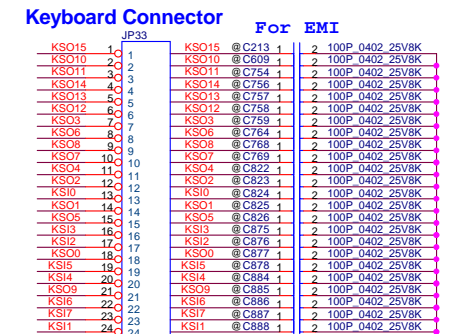 Keyboard Connector
For EMI
JP33
KSO15 1 1 KSO15 @C213 1 2 100P_0402_25V8K
KSO10 2 2 KSO10 @C609 1 2 100P_0402_25V8K
KSO11 3 3 KSO11 @C754 1 2 100P_0402_25V8K
KSO14 4 4 KSO14 @C756 1 2 100P_0402_25V8K
KSO13 5 5 KSO13 @C757 1 2 100P_0402_25V8K
KSO12 6 6 KSO12 @C758 1 2 100P_0402_25V8K
KSO3 7 7 KSO3 @C759 1 2 100P_0402_25V8K
KSO6 8 8 KSO6 @C764 1 2 100P_0402_25V8K
KSO8 9 9 KSO8 @C768 1 2 100P_0402_25V8K
KSO7 10 10 KSO7 @C769 1 2 100P_0402_25V8K
KSO4 11 11 KSO4 @C822 1 2 100P_0402_25V8K
KSO2 12 12 KSO2 @C823 1 2 100P_0402_25V8K
KSI0 13 13 KSI0 @C824 1 2 100P_0402_25V8K
KSO1 14 14 KSO1 @C825 1 2 100P_0402_25V8K
KSO5 15 15 KSO5 @C826 1 2 100P_0402_25V8K
KSI3 16 16 KSI3 @C875 1 2 100P_0402_25V8K
KSI2 17 17 KSI2 @C876 1 2 100P_0402_25V8K
KSO0 18 18 KSO0 @C877 1 2 100P_0402_25V8K
KSI5 19 19 KSI5 @C878 1 2 100P_0402_25V8K
KSI4 20 20 KSI4 @C884 1 2 100P_0402_25V8K
KSO9 21 21 KSO9 @C885 1 2 100P_0402_25V8K
KSI6 22 22 KSI6 @C886 1 2 100P_0402_25V8K
KSI7 23 23 KSI7 @C887 1 2 100P_0402_25V8K
KSI1 24 24 KSI1 @C888 1 2 100P_0402_25V8K